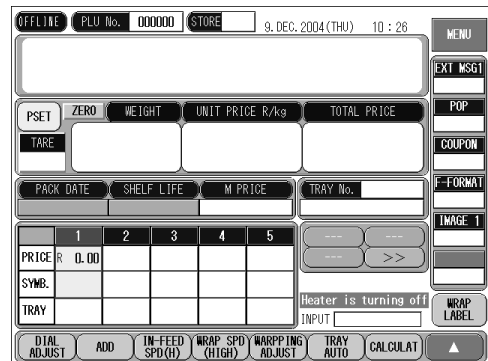 OFFLINE PLU No. 000000 STORE 9. DEC. 2004 (THU) 10 : 26 MENU
EXT MSG1
PSET ZERO WEIGHT UNIT PRICE R/kg TOTAL PRICE POP
TARE COUPON
PACK DATE SHELF LIFE M PRICE TRAY No. F-FORMAT
IMAGE 1
1 2 3 4 5 --- ---
PRICE R 0.00 --- >>
SYMB.
TRAY Heater is turning off WRAP
INPUT LABEL
DIAL ADD IN-FEED WRAP SPD WARPPING TRAY CALCULAT ▲
ADJUST SPD(H) (HIGH) ADJUST AUTO